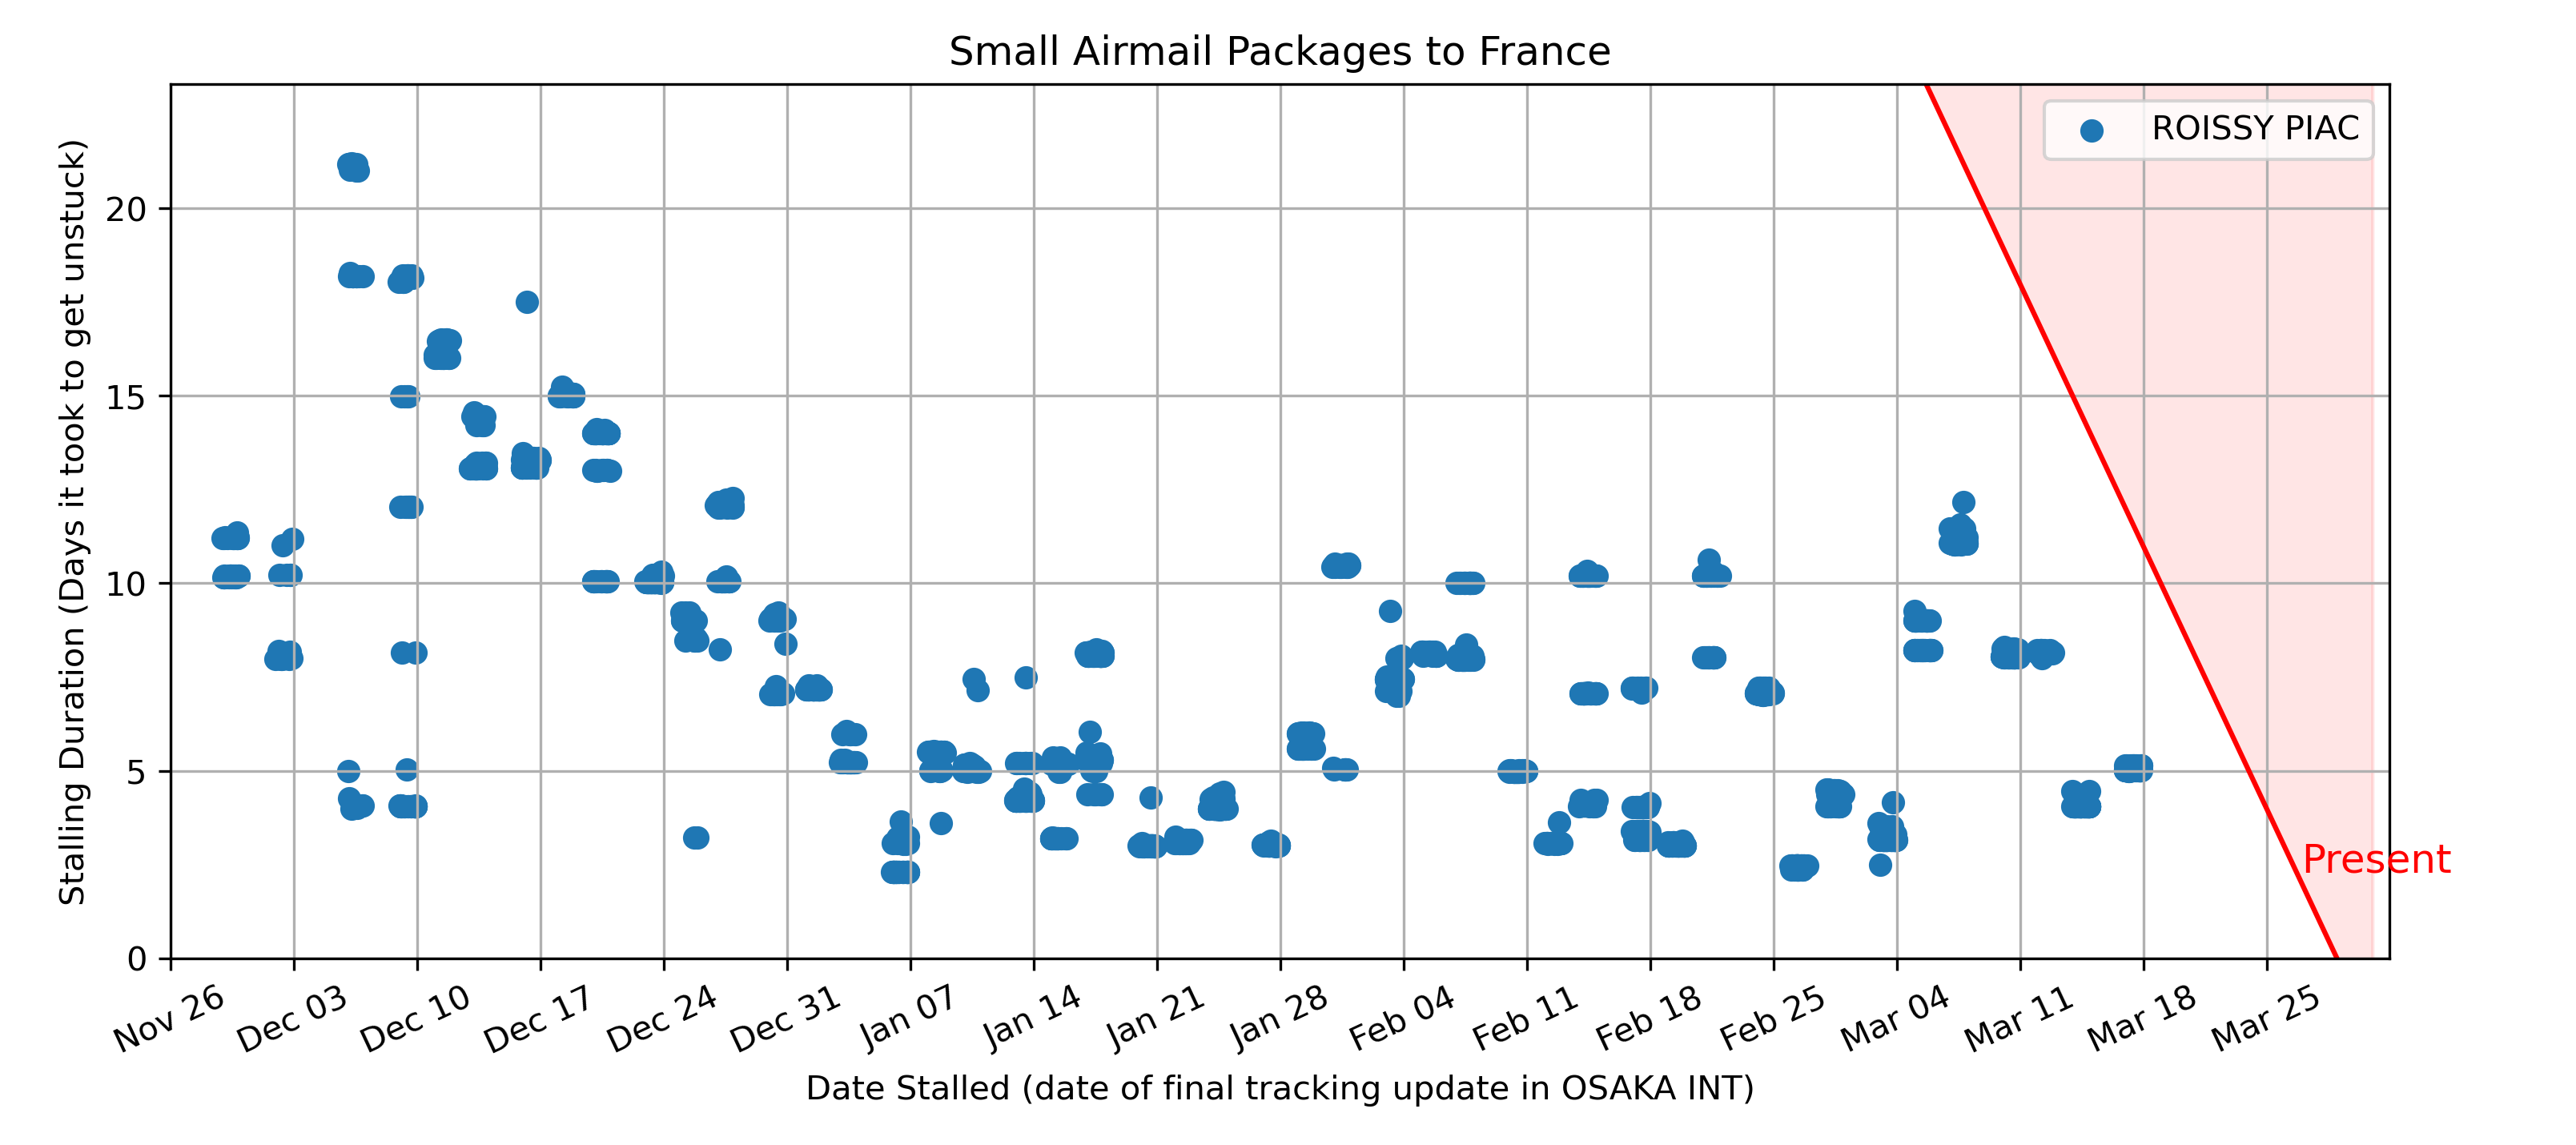 Small Airmail Packages to France
ROISSY PIAC
Stalling Duration (Days it took to get unstuck)
20
15
10
5
0
Present
Nov 26
Dec 03
Dec 10
Dec 17
Dec 24
Dec 31
Jan 07
Jan 14
Jan 21
Jan 28
Feb 04
Feb 11
Feb 18
Feb 25
Mar 04
Mar 11
Mar 18
Mar 25
Date Stalled (date of final tracking update in OSAKA INT)